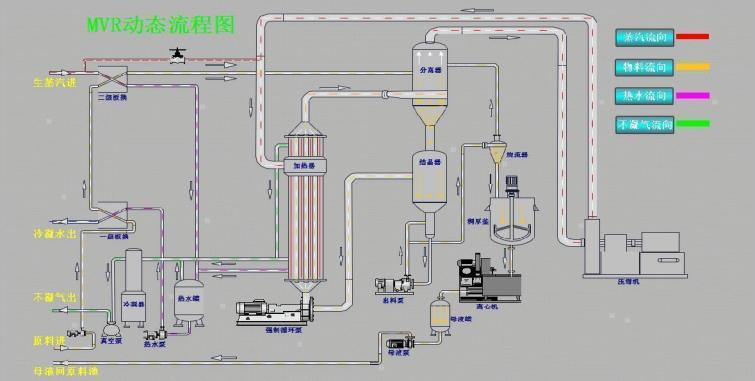 MVR动态流程图
蒸汽流向
物料流向
热水流向
不凝气流向
生蒸汽进
二级板换
分离器
加热器
结晶器
旋流器
稠厚釜
冷凝水出
一级板换
不凝气出
冷凝器
热水罐
出料泵
离心机
压缩机
母液罐
强制循环泵
原料进
真空泵
热水泵
母液泵
母液回原料池